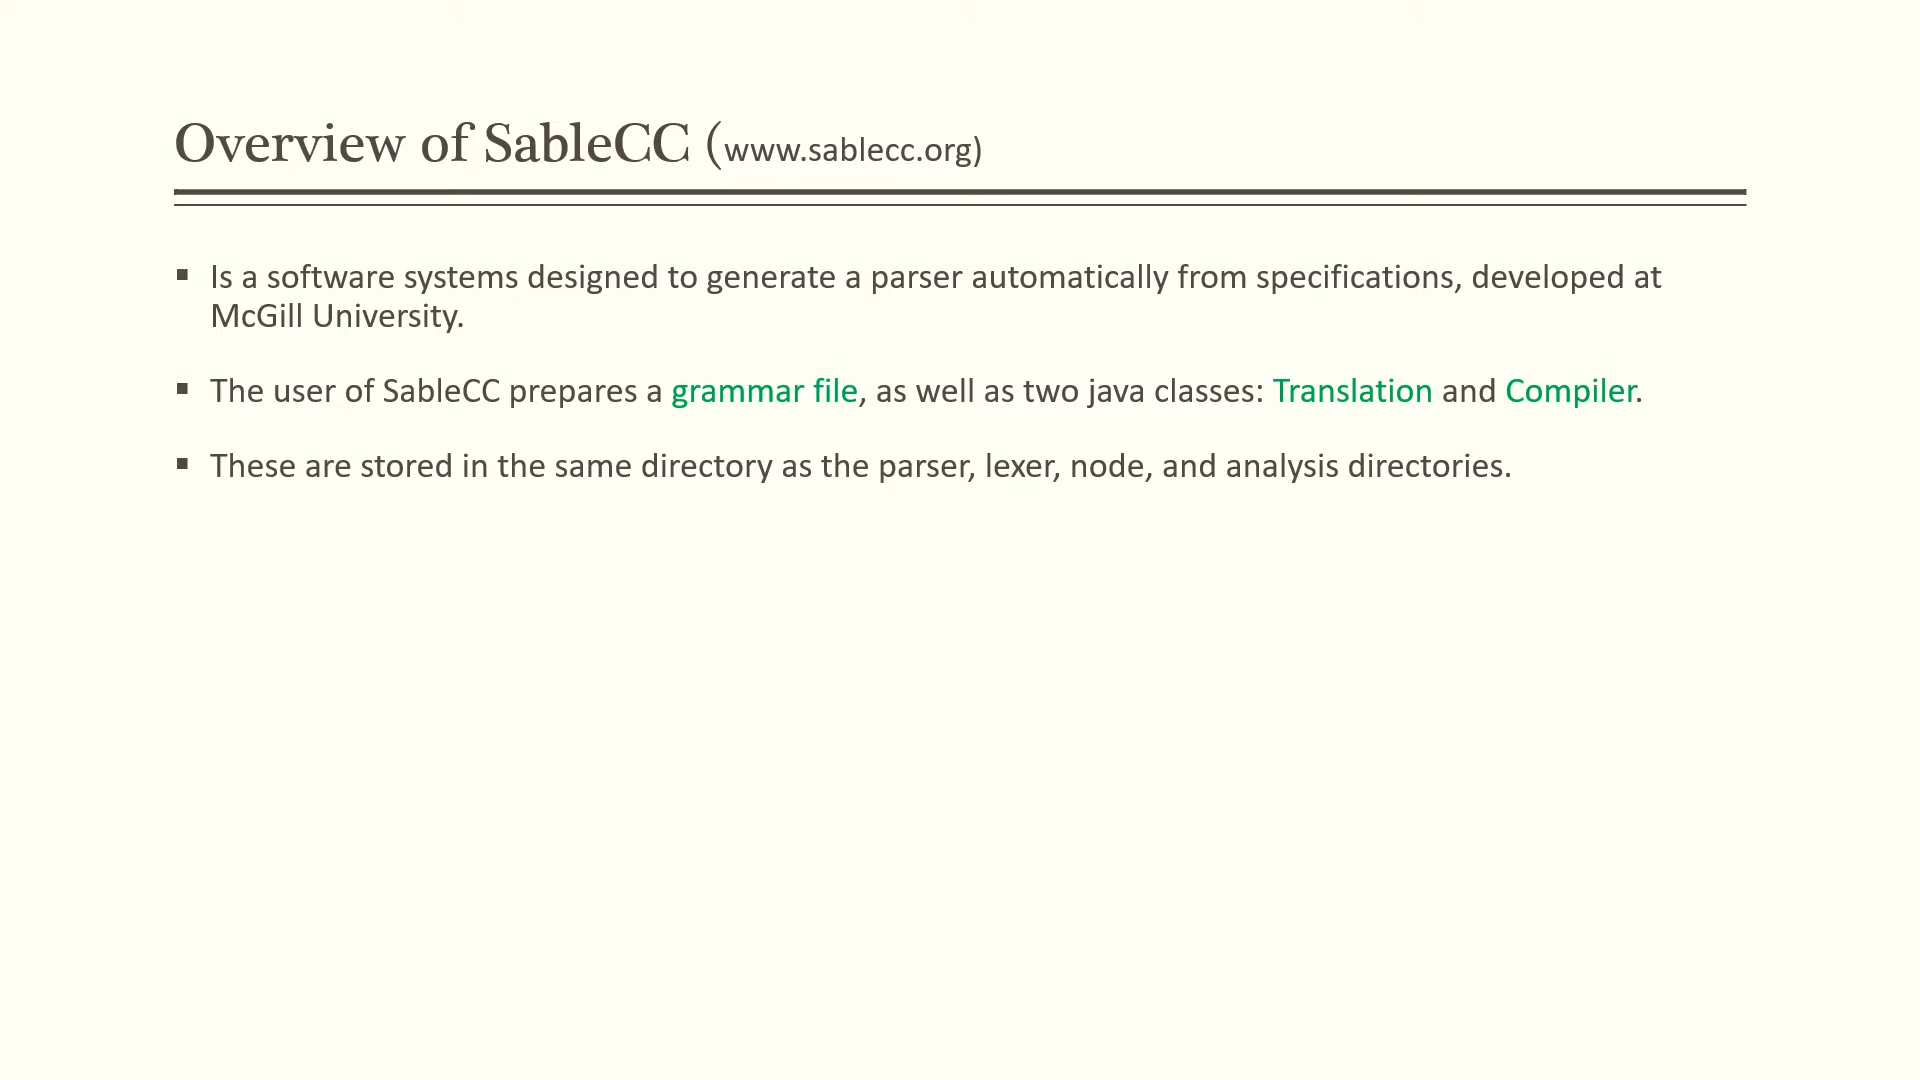 Overview of SableCC (www.sablecc.org)
▪ Is a software systems designed to generate a parser automatically from specifications, developed at
McGill University.
▪ The user of SableCC prepares a grammar file, as well as two java classes: Translation and Compiler.
▪ These are stored in the same directory as the parser, lexer, node, and analysis directories.